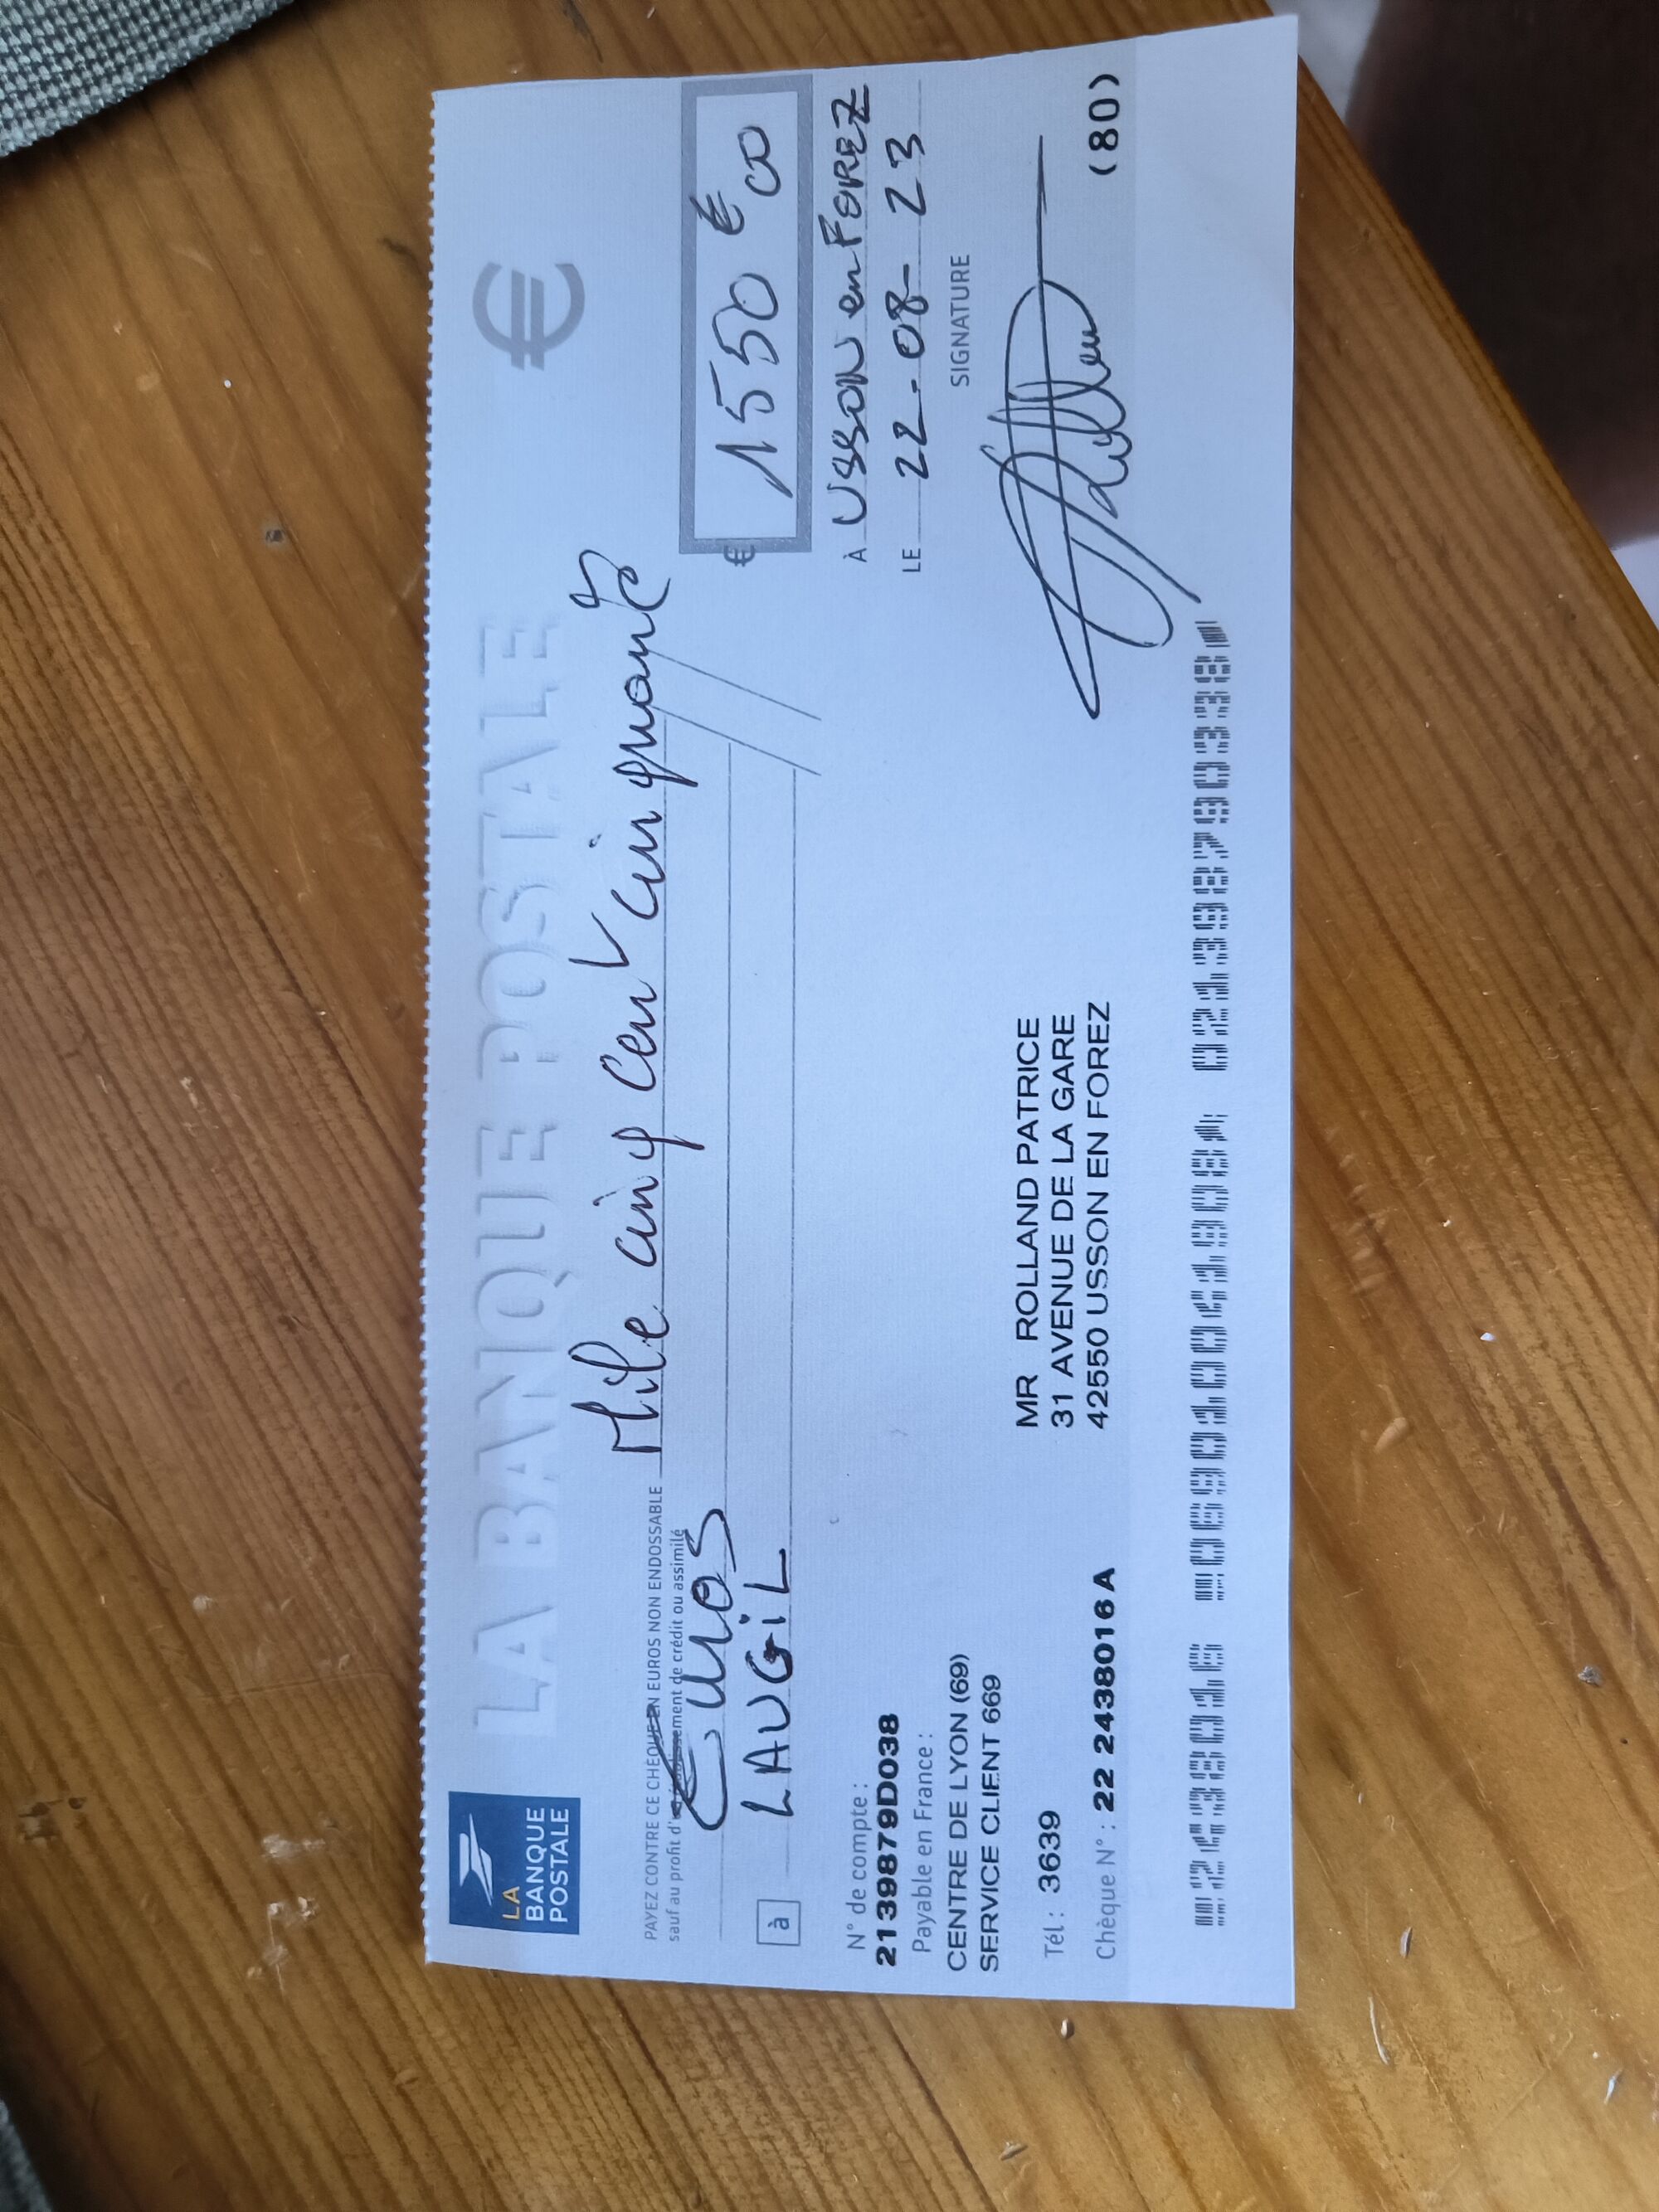 LA
BANQUE
POSTALE
LA BANQUE POSTALE
€
PAYEZ CONTRE CE CHÈQUE EN EUROS NON ENDOSSABLE Mile cinq cent cinquante
sauf au profit d'un établissement de crédit ou assimilé
Euros
€ 1550 € 00
à LAUGiL
À USSON en FOREZ
LE 22-08-23
N° de compte :
2139879D038
Payable en France :
SIGNATURE
CENTRE DE LYON (69)
SERVICE CLIENT 669
MR ROLLAND PATRICE
31 AVENUE DE LA GARE
42550 USSON EN FOREZ
Tél : 3639
Chèque N° : 22 2438016 A
(80)